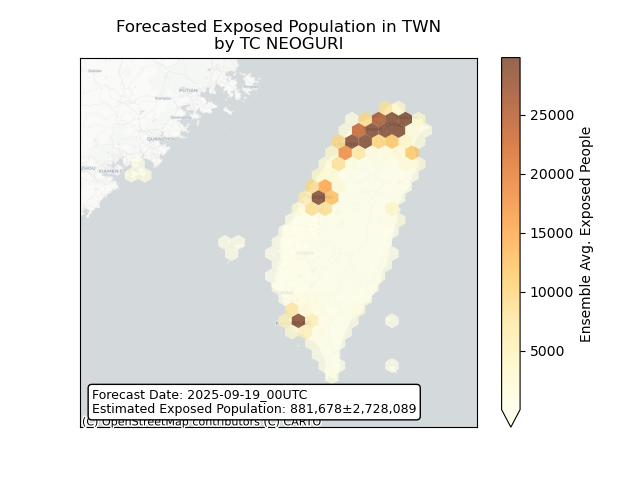 Forecasted Exposed Population in TWN
by TC NEOGURI
PUTIAN
XIAMEN
25000
20000
15000
10000
5000
Ensemble Avg. Exposed People
Forecast Date: 2025-09-19_00UTC
Estimated Exposed Population: 881,678±2,728,089
(C) OpenStreetMap contributors (C) CARTO